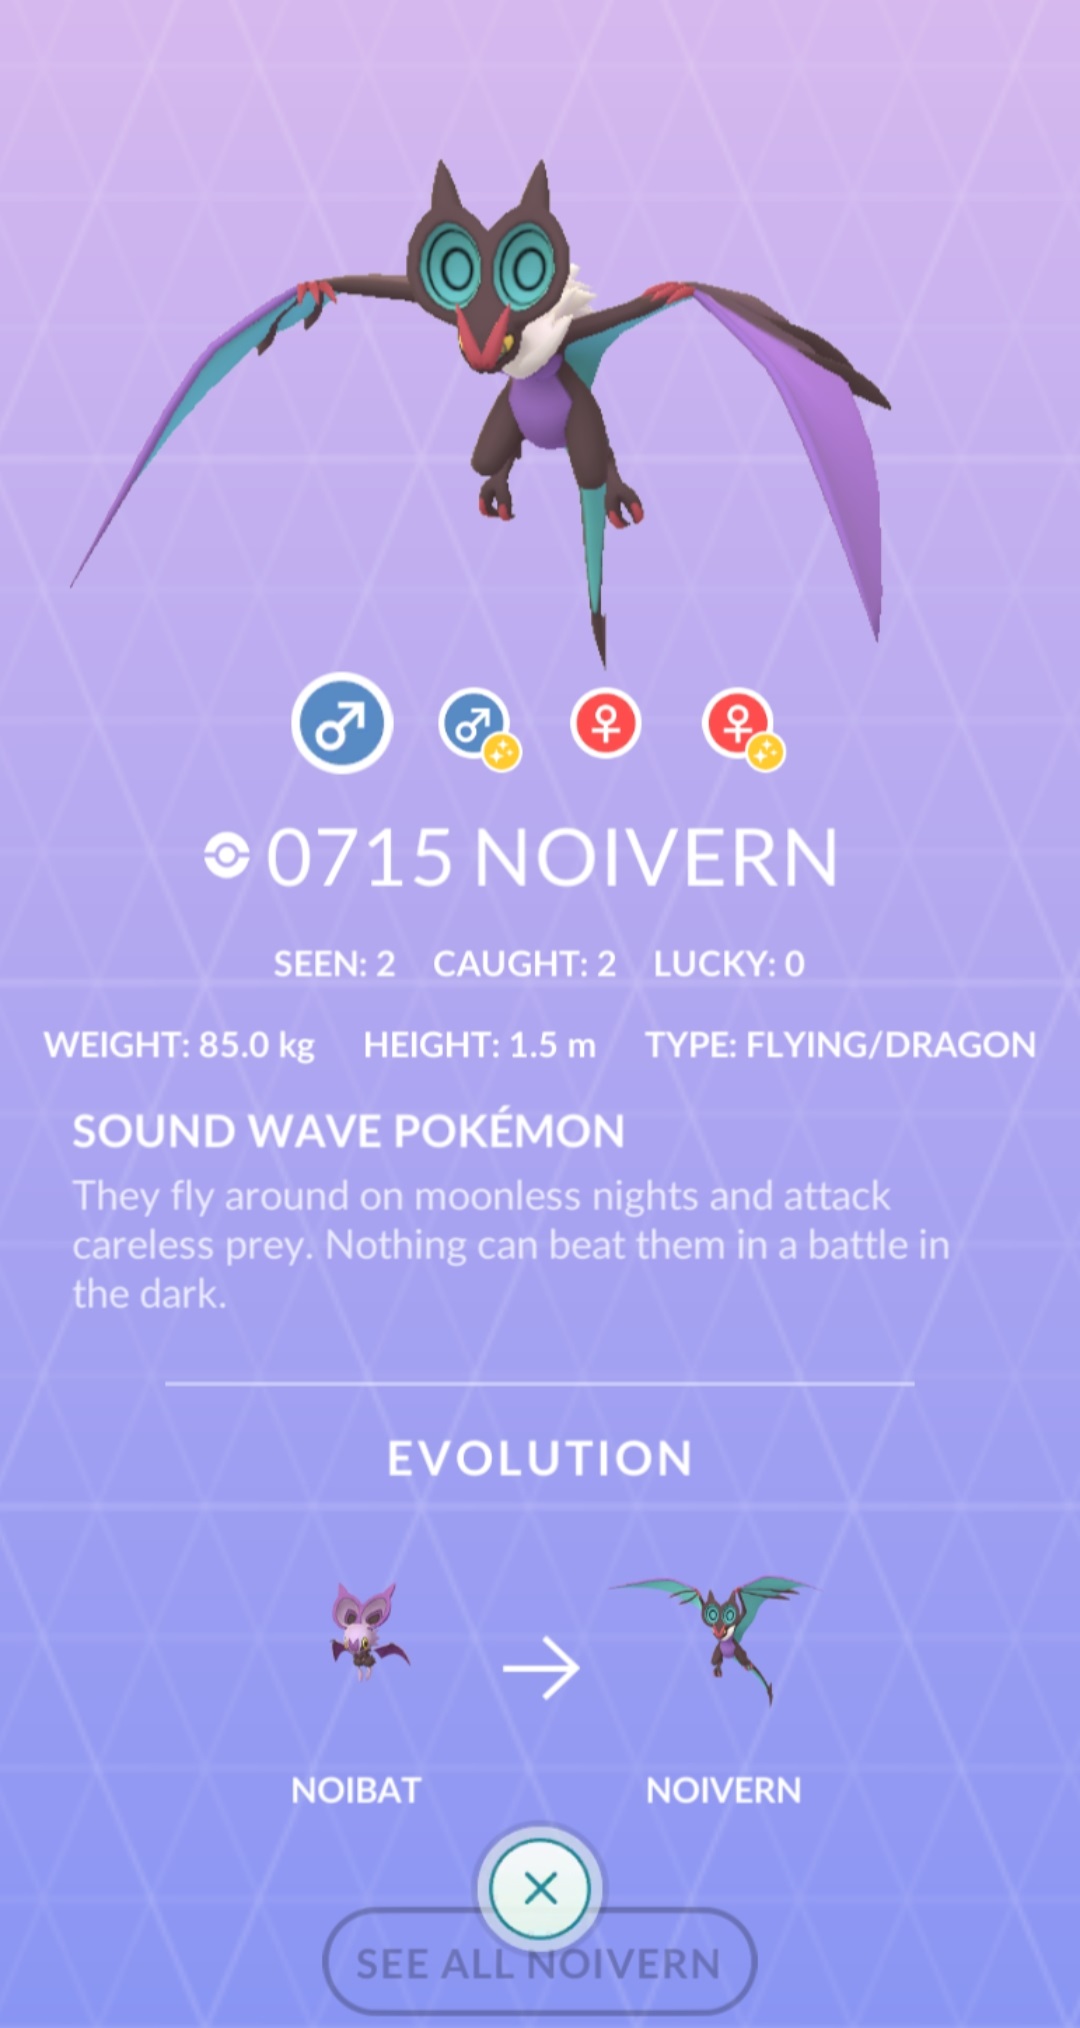 0715 NOIVERN
SEEN: 2 CAUGHT: 2 LUCKY: 0
WEIGHT: 85.0 kg HEIGHT: 1.5 m TYPE: FLYING/DRAGON
SOUND WAVE POKÉMON
They fly around on moonless nights and attack
careless prey. Nothing can beat them in a battle in
the dark.
EVOLUTION
NOIBAT NOIVERN
SEE ALL NOIVERN